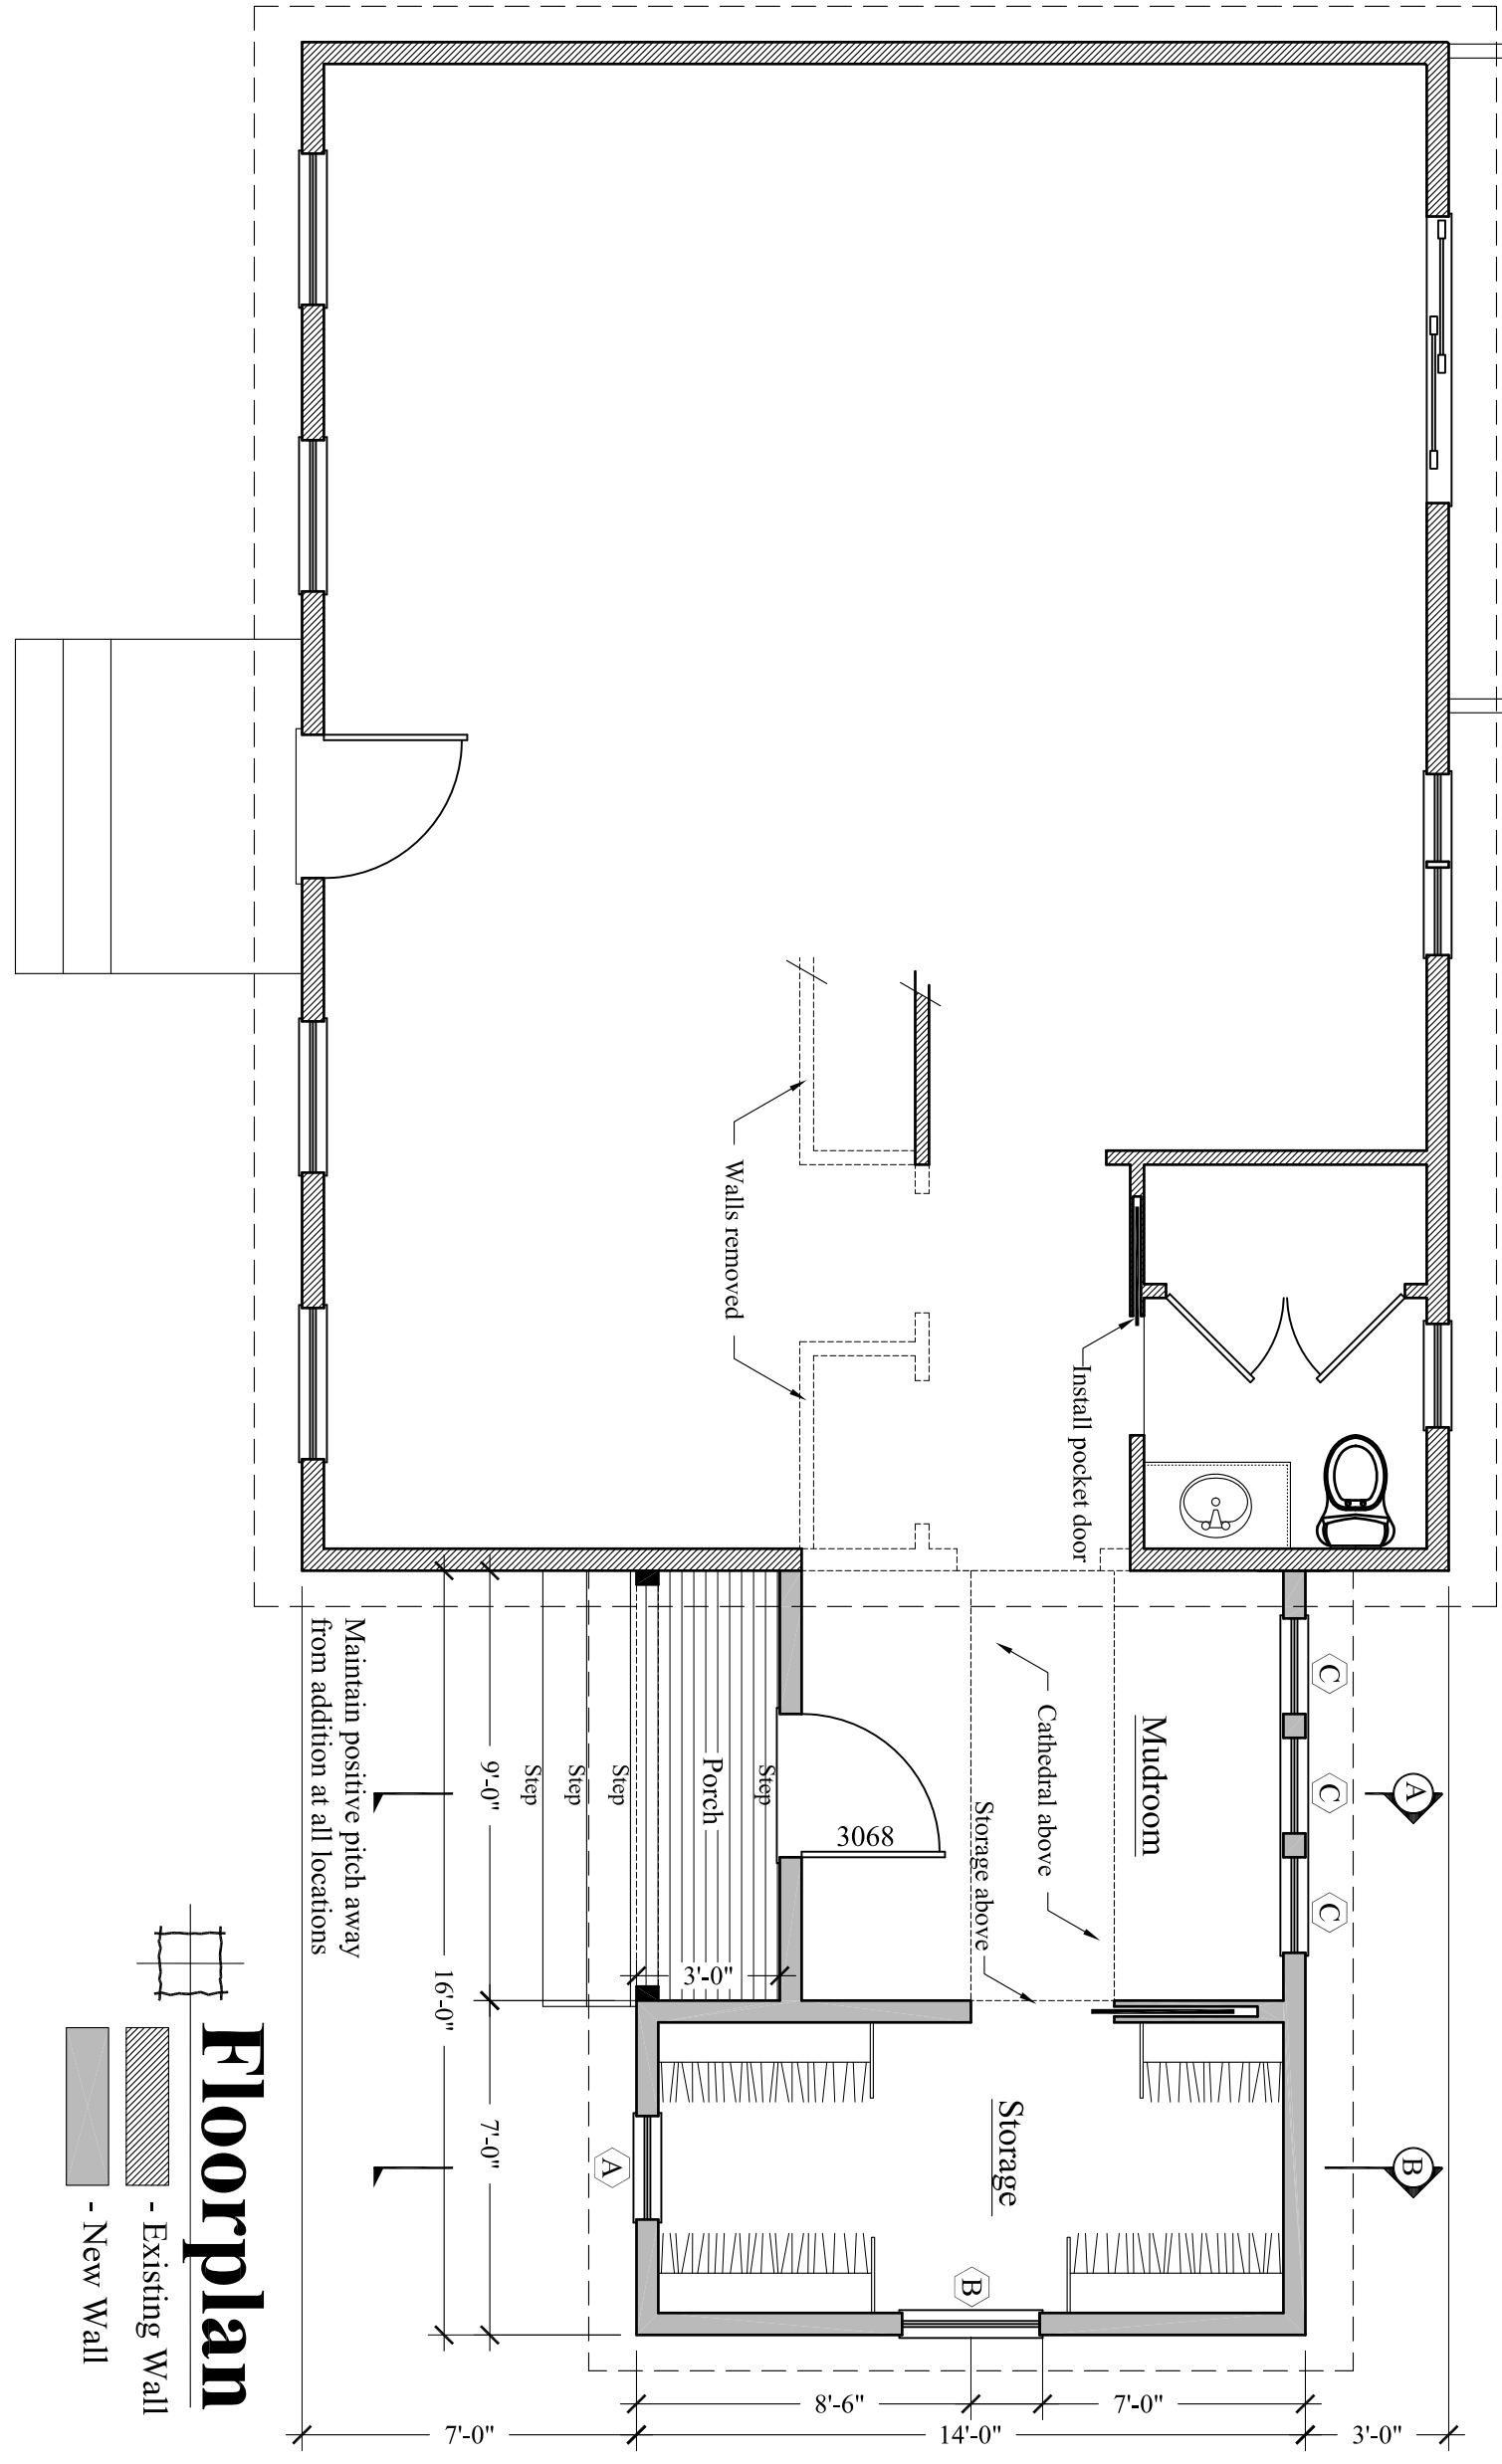 Walls removed
Install pocket door
Mudroom
Cathedral above
Storage above
3068
Step
Porch
Step
Step
Step
C
C
C
A
B
Storage
A
B
3'-0"
9'-0"
7'-0"
16'-0"
Maintain positive pitch away
from addition at all locations
8'-6"
7'-0"
7'-0"
14'-0"
3'-0"
Floorplan
- Existing Wall
- New Wall